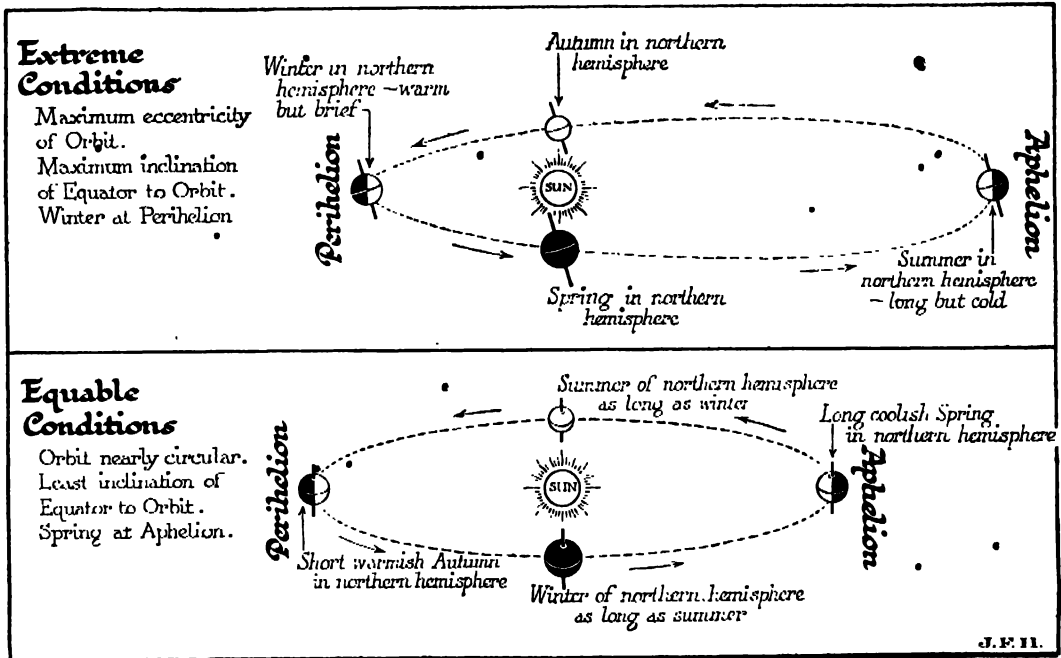 Extreme
Conditions
Maximum eccentricity
of Orbit.
Maximum inclination
of Equator to Orbit.
Winter at Perihelion
Winter in northern
hemisphere – warm
but brief
Autumn in northern
hemisphere
Perihelion
SUN
Aphelion
Spring in northern
hemisphere
Summer in
northern hemisphere
– long but cold
Equable
Conditions
Orbit nearly circular.
Least inclination of
Equator to Orbit.
Spring at Aphelion.
Summer of northern hemisphere
as long as winter
Long coolish Spring
in northern hemisphere
Perihelion
SUN
Aphelion
Short warmish Autumn
in northern hemisphere
Winter of northern hemisphere
as long as summer
J.F.H.